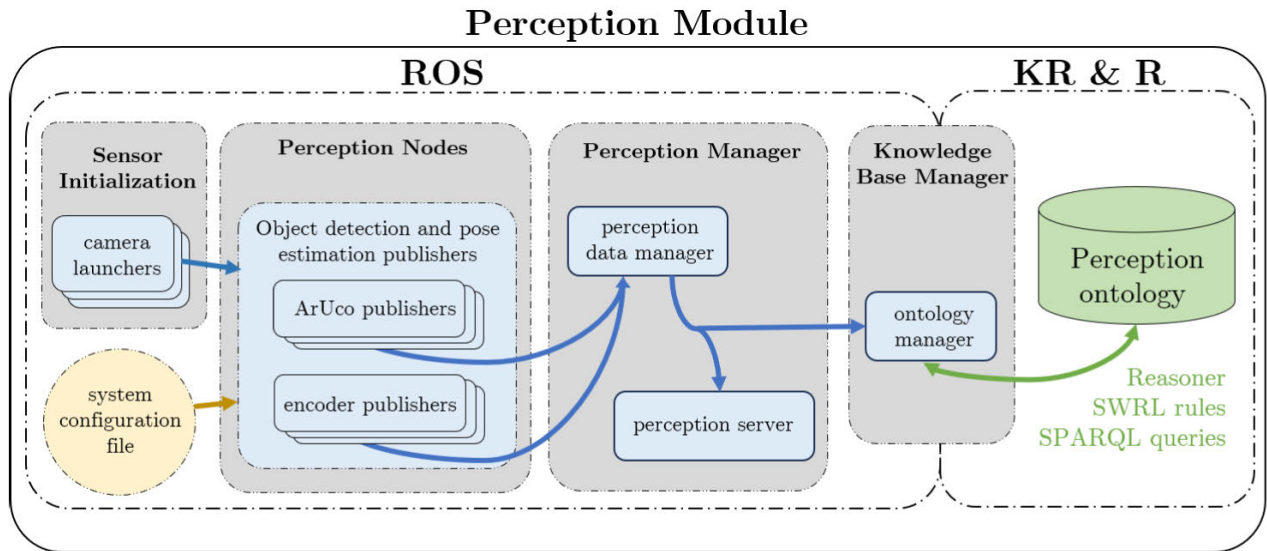 Perception Module
ROS
KR & R
Sensor
Initialization
camera
launchers
system
configuration
file
Perception Nodes
Object detection and pose
estimation publishers
ArUco publishers
encoder publishers
Perception Manager
perception
data manager
perception server
Knowledge
Base Manager
ontology
manager
Perception
ontology
Reasoner
SWRL rules
SPARQL queries